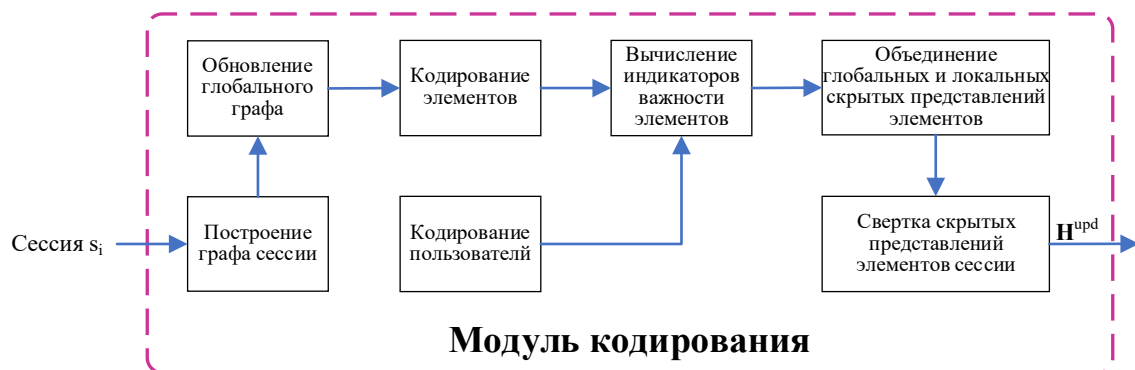 Обновление
глобального
графа
Кодирование
элементов
Вычисление
индикаторов
важности
элементов
Объединение
глобальных и локальных
скрытых представлений
элементов
Сессия sᵢ
Построение
графа сессии
Кодирование
пользователй
Свертка скрытых
представлений
элементов сессии
H^upd
Модуль кодирования